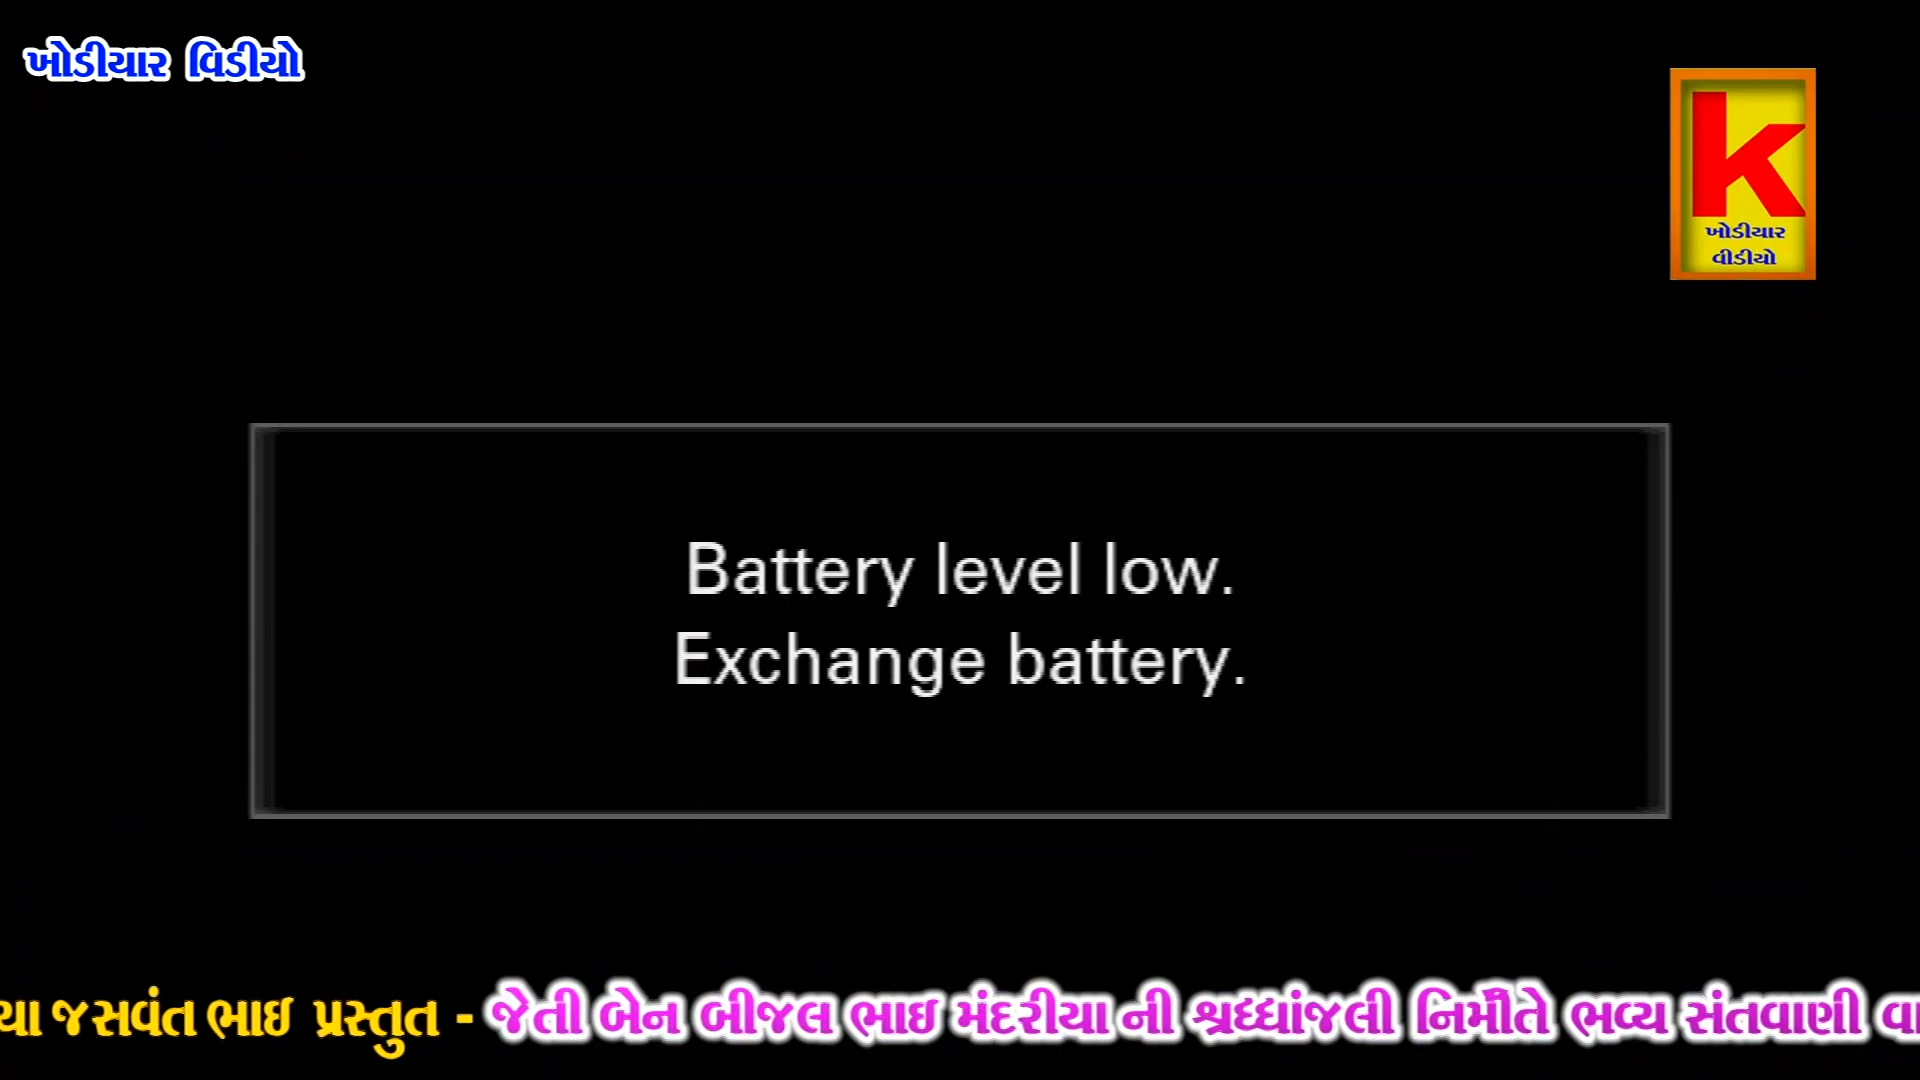 ખોડીયાર વિડીયો
k
ખોડીયાર
વીડીયો
Battery level low.
Exchange battery.
જસવંત ભાઇ પ્રસ્તુત - જેતી બેન બીજલ ભાઇ મંદરીયા ની શ્રધ્ધાંજલી નિર્મીતે ભવ્ય સંતવાણી